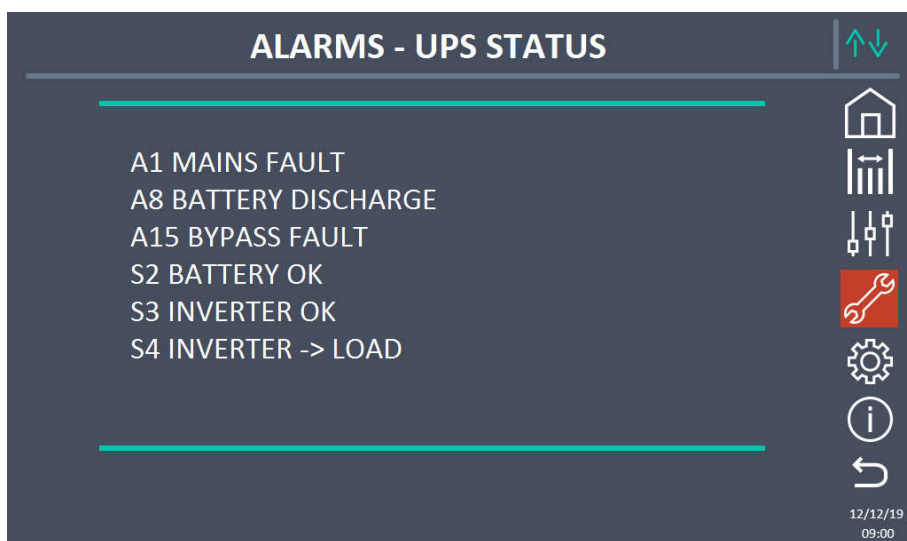 ALARMS - UPS STATUS
A1 MAINS FAULT
A8 BATTERY DISCHARGE
A15 BYPASS FAULT
S2 BATTERY OK
S3 INVERTER OK
S4 INVERTER -> LOAD
12/12/19
09:00